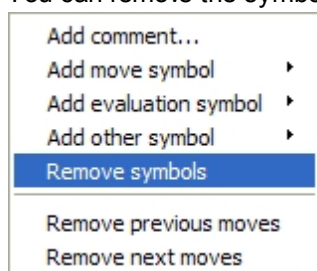 You can remove the symbo
Add comment...
Add move symbol
Add evaluation symbol
Add other symbol
Remove symbols
Remove previous moves
Remove next moves